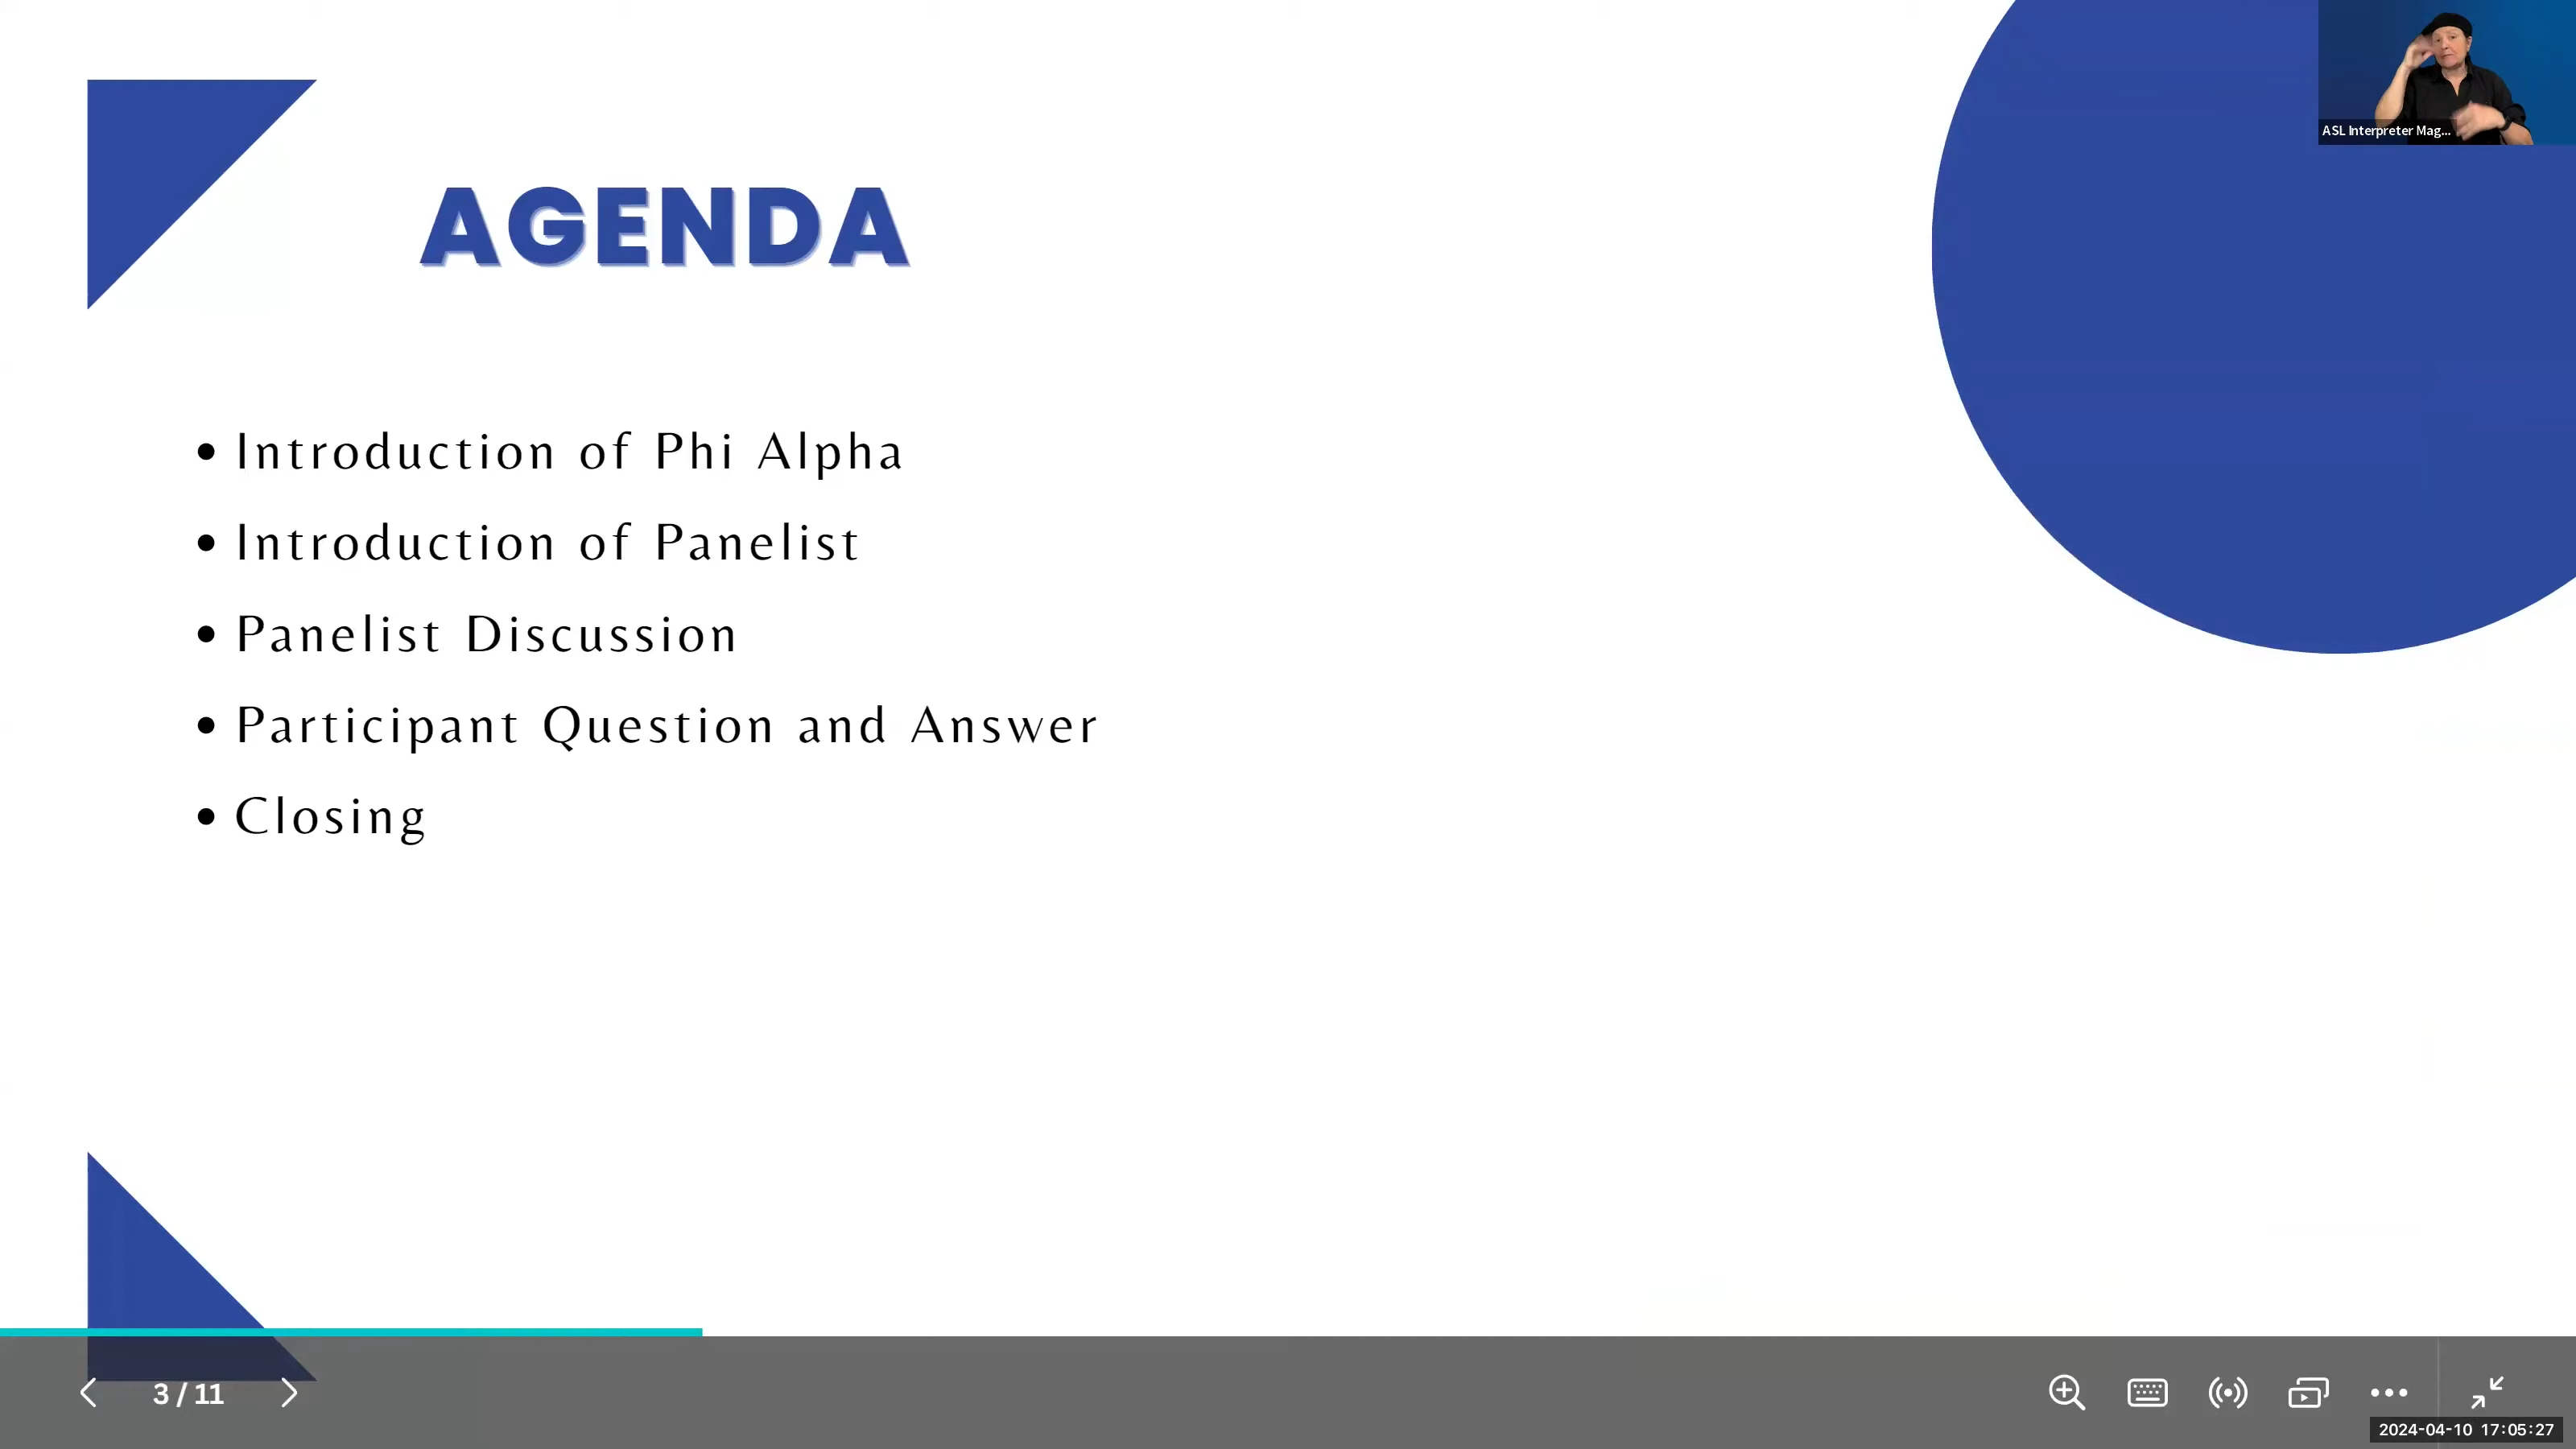 ASL Interpreter Mag...
AGENDA
• Introduction of Phi Alpha
• Introduction of Panelist
• Panelist Discussion
• Participant Question and Answer
• Closing
3 / 11
2024-04-10 17:05:27